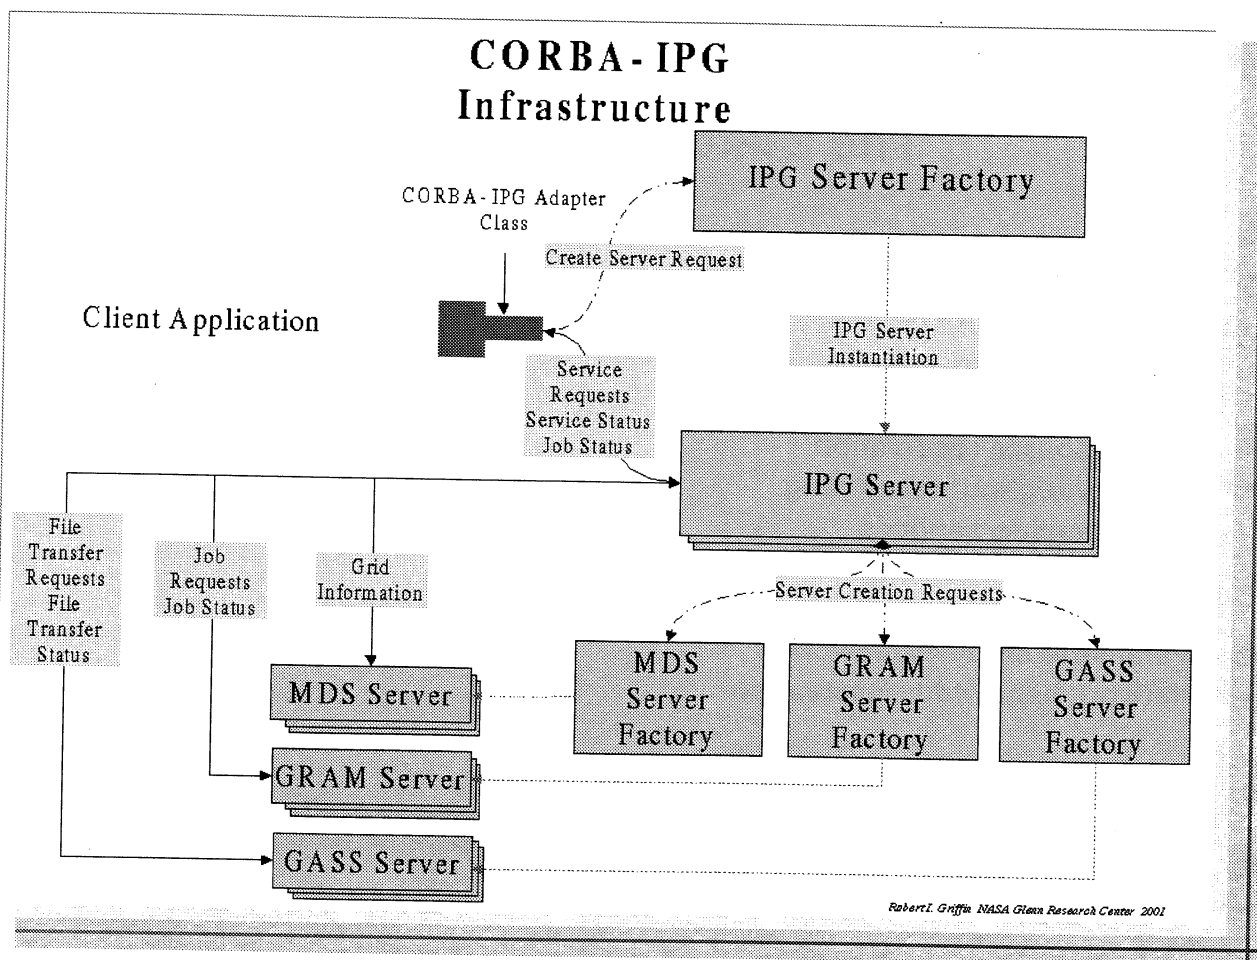 CORBA-IPG
Infrastructure
IPG Server Factory
CORBA-IPG Adapter
Class
Create Server Request
Client Application
IPG Server
Instantiation
Service
Requests
Service Status
Job Status
IPG Server
File
Transfer
Requests
File
Transfer
Status
Job
Requests
Job Status
Grid
Information
Server Creation Requests
MDS
Server
Factory
GRAM
Server
Factory
GASS
Server
Factory
MDS Server
GRAM Server
GASS Server
Robert I. Griffin NASA Glenn Research Center 2001